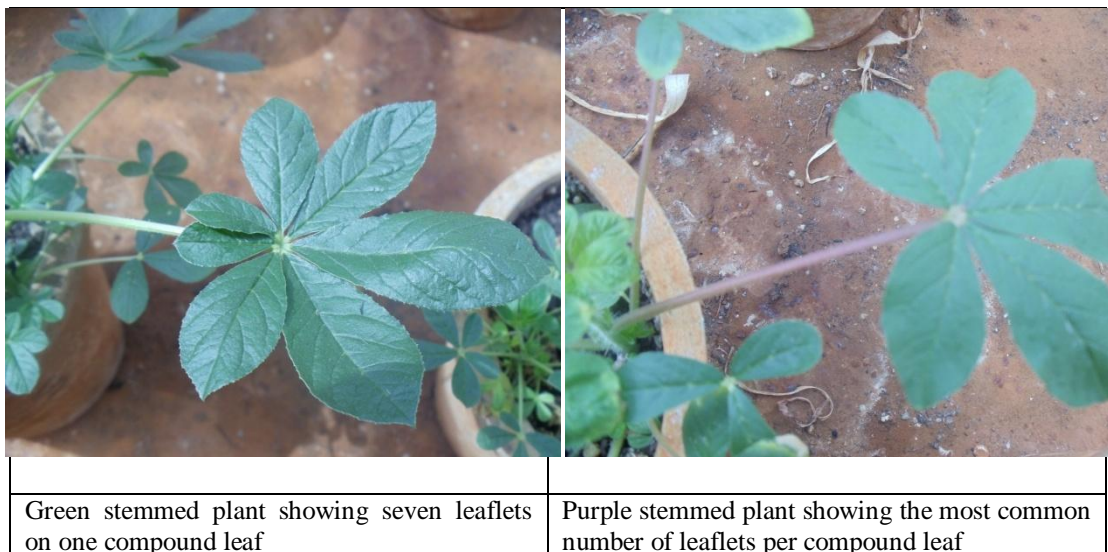 Green stemmed plant showing seven leaflets
on one compound leaf
Purple stemmed plant showing the most common
number of leaflets per compound leaf